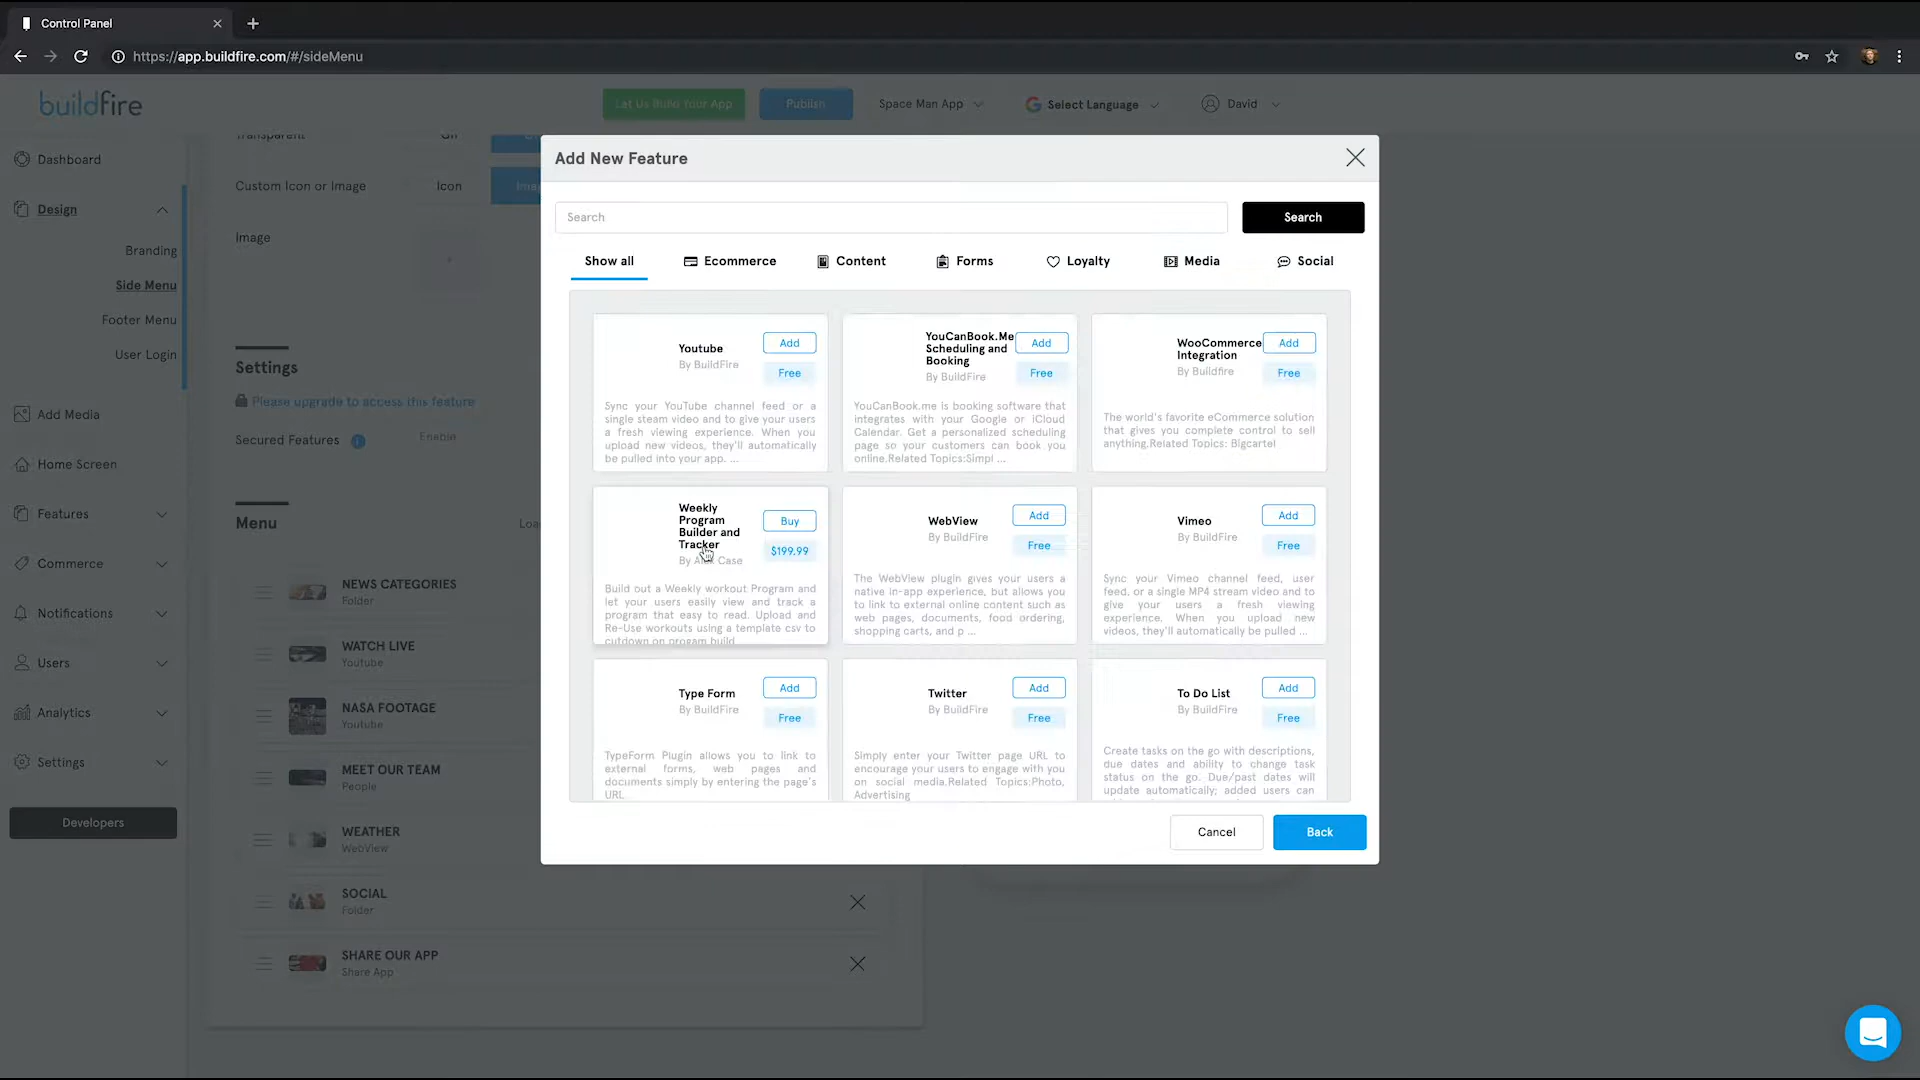 Control Panel
https://app.buildfire.com/#/sideMenu
buildfire
Let Us Build Your App
Publish
Space Man App
Select Language
David
Dashboard
Design
Branding
Side Menu
Footer Menu
User Login
Add Media
Home Screen
Features
Commerce
Notifications
Users
Analytics
Settings
Developers
Transparent
Off
Custom Icon or Image
Icon
Image
Settings
Please upgrade to access this feature
Secured Features
Enable
Menu
NEWS CATEGORIES
Folder
WATCH LIVE
Youtube
NASA FOOTAGE
Youtube
MEET OUR TEAM
People
WEATHER
WebView
SOCIAL
Folder
SHARE OUR APP
Share App
Add New Feature
Search
Search
Show all
Ecommerce
Content
Forms
Loyalty
Media
Social
Youtube
By BuildFire
Add
Free
Sync your YouTube channel feed or a
single steam video and to give your users
a fresh viewing experience. When you
upload new videos, they'll automatically
be pulled into your app. ...
YouCanBook.Me
Scheduling and
Booking
By BuildFire
Add
Free
YouCanBook.me is booking software that
integrates with your Google or iCloud
Calendar. Get a personalized scheduling
page so your customers can book you
online.Related Topics:Simpl ...
WooCommerce
Integration
By Buildfire
Add
Free
The world's favorite eCommerce solution
that gives you complete control to sell
anything.Related Topics: Bigcartel
Weekly
Program
Builder and
Tracker
By Case
Buy
$199.99
Build out a Weekly workout Program and
let your users easily view and track a
program that easy to read. Upload and
Re-Use workouts using a template csv to
cutdown on progam build
WebView
By BuildFire
Add
Free
The WebView plugin gives your users a
native in-app experience, but allows you
to link to external online content such as
web pages, documents, food ordering,
shopping carts, and p ...
Vimeo
By BuildFire
Add
Free
Sync your Vimeo channel feed, user
feed, or a single MP4 stream video and to
give your users a fresh viewing
experience. When you upload new
videos, they'll automatically be pulled ...
Type Form
By BuildFire
Add
Free
TypeForm Plugin allows you to link to
external forms, web pages and
documents simply by entering the page's
URL
Twitter
By BuildFire
Add
Free
Simply enter your Twitter page URL to
encourage your users to engage with you
on social media.Related Topics:Photo,
Advertising
To Do List
By BuildFire
Add
Free
Create tasks on the go with descriptions,
due dates and ability to change task
status on the go. Due/past dates will
update automatically; added users can
Cancel
Back